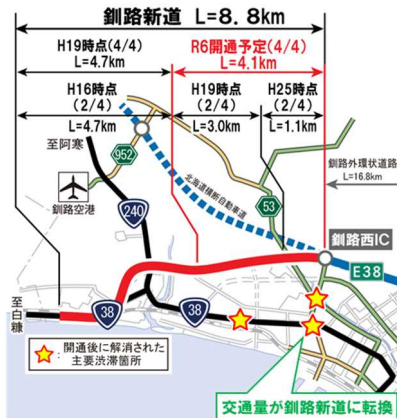 釧路新道 L=8.8km
H19時点(4/4)
L=4.7km
R6開通予定(4/4)
L=4.1km
H16時点
(2/4)
L=4.7km
H19時点
(2/4)
L=3.0km
H25時点
(2/4)
L=1.1km
至阿寒
952
北海道横断自動車道
釧路外環状道路
L=16.8km
53
釧路空港
240
釧路西IC
E38
至白糠
38
38
:開通後に解消された
主要渋滞箇所
交通量が釧路新道に転換